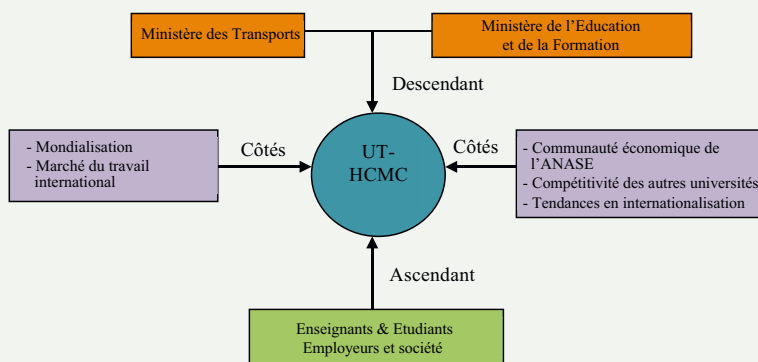 Ministère des Transports
Ministère de l’Education
et de la Formation
Descendant
- Mondialisation
- Marché du travail
international
Côtés
UT-
HCMC
Côtés
- Communauté économique de
l’ANASE
- Compétitivité des autres universités
- Tendances en internationalisation
Ascendant
Enseignants & Etudiants
Employeurs et société